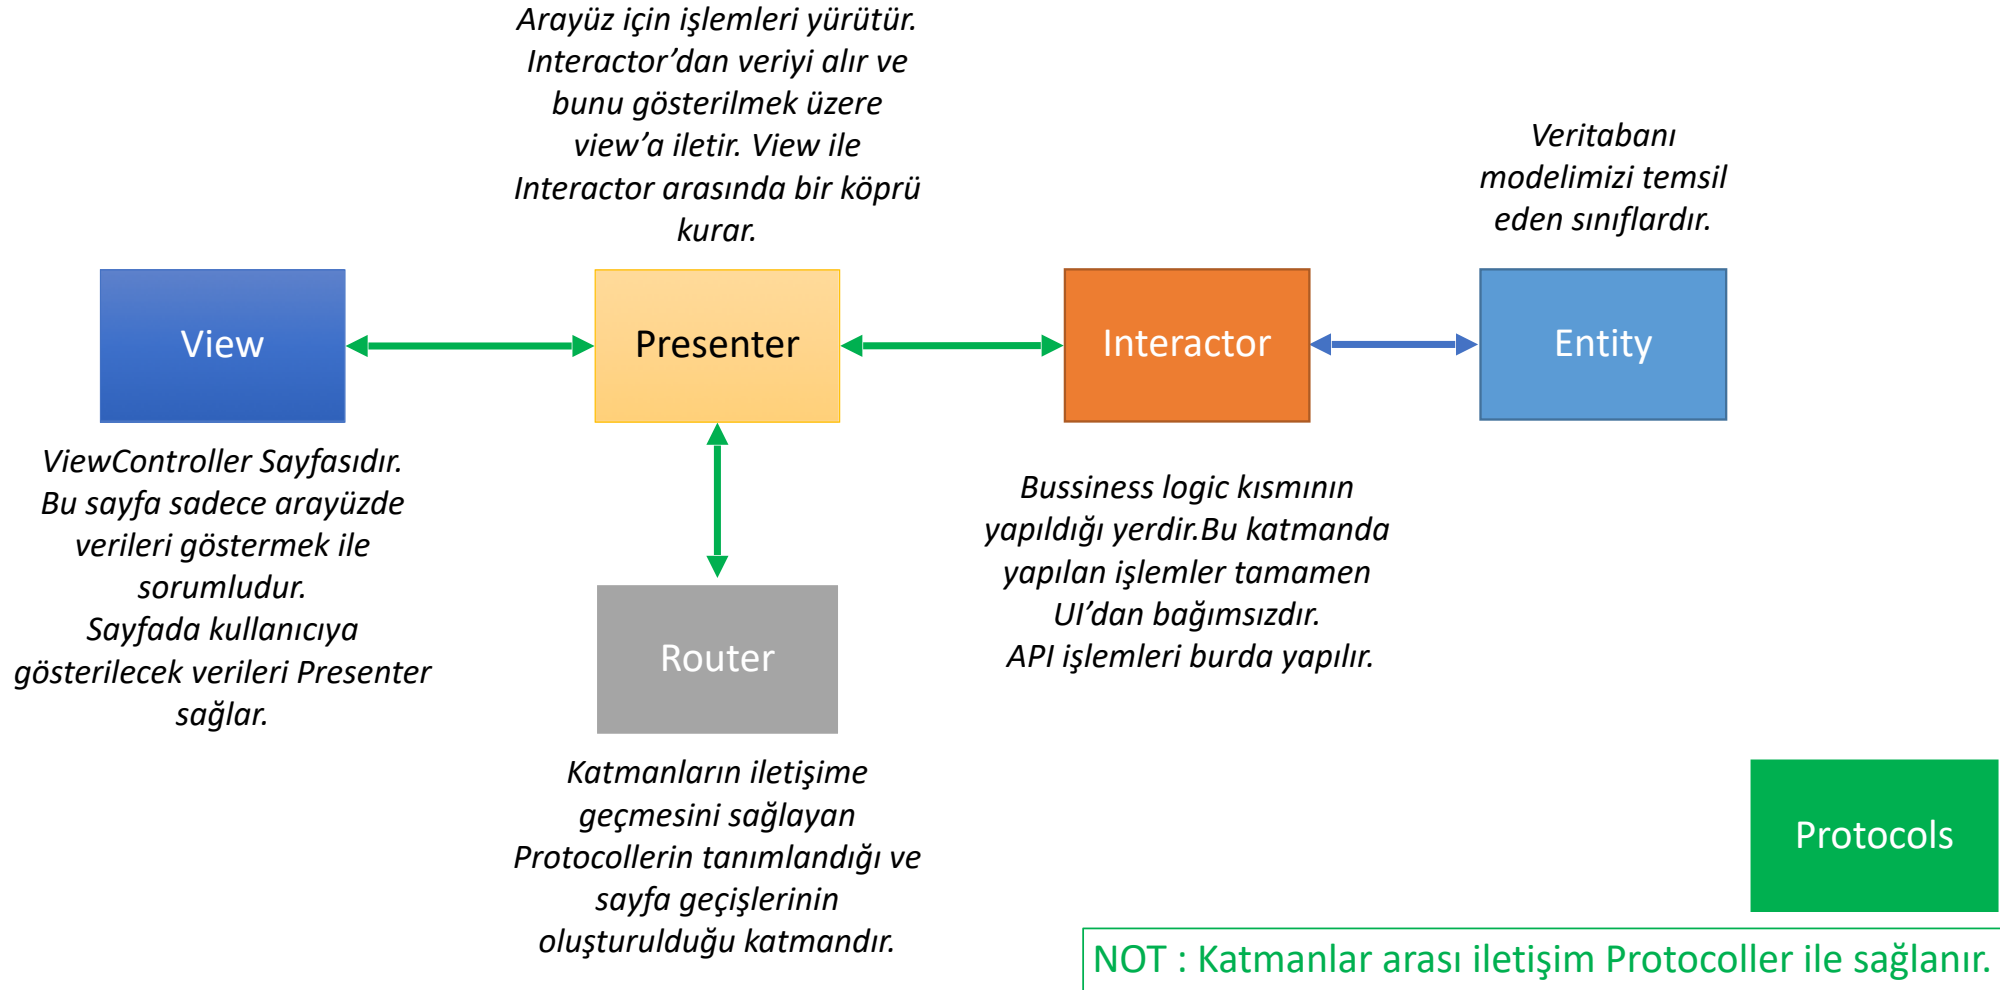 Arayüz için işlemleri yürütür.
Interactor’dan veriyi alır ve
bunu gösterilmek üzere
view’a iletir. View ile
Interactor arasında bir köprü
kurar.
Veritabanı
modelimizi temsil
eden sınıflardır.
View
Presenter
Interactor
Entity
ViewController Sayfasıdır.
Bu sayfa sadece arayüzde
verileri göstermek ile
sorumludur.
Sayfada kullanıcıya
gösterilecek verileri Presenter
sağlar.
Bussiness logic kısmının
yapıldığı yerdir.Bu katmanda
yapılan işlemler tamamen
UI’dan bağımsızdır.
API işlemleri burda yapılır.
Router
Katmanların iletişime
geçmesini sağlayan
Protocollerin tanımlandığı ve
sayfa geçişlerinin
oluşturulduğu katmandır.
Protocols
NOT : Katmanlar arası iletişim Protocoller ile sağlanır.